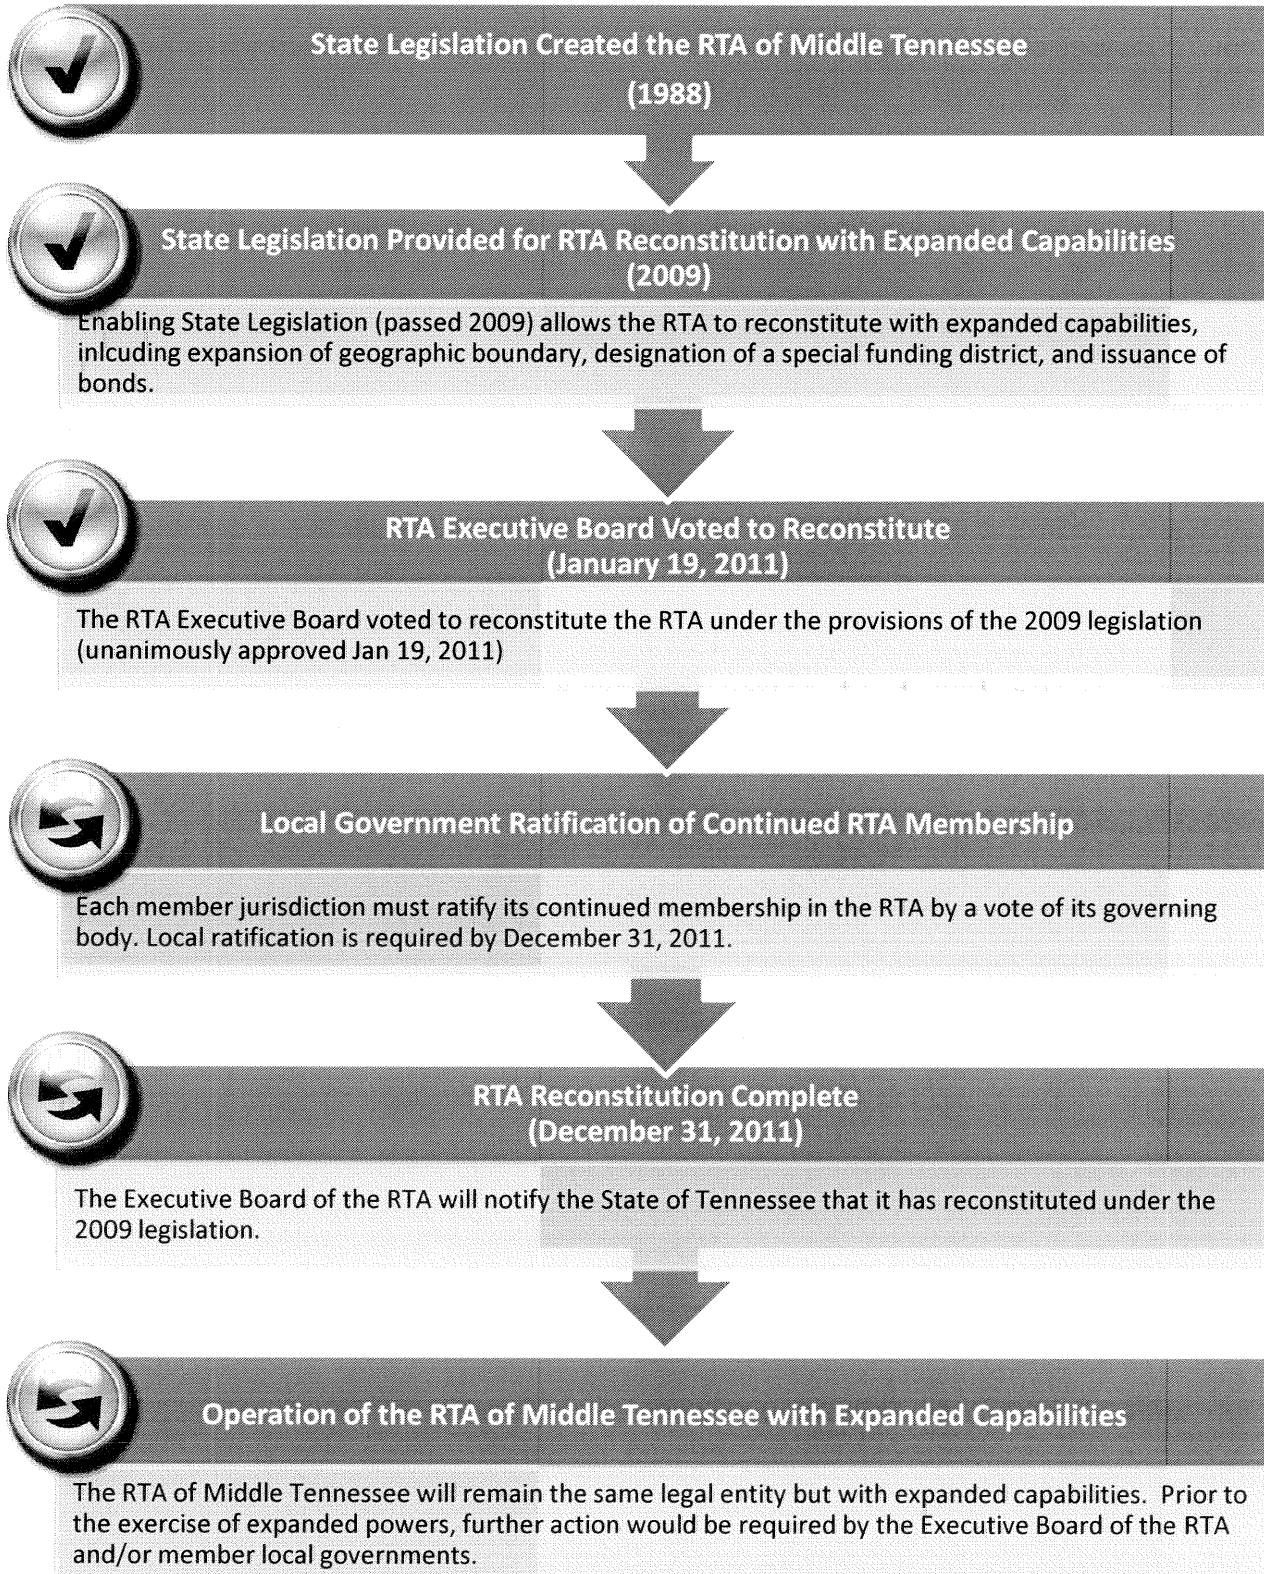 State Legislation Created the RTA of Middle Tennessee
(1988)
State Legislation Provided for RTA Reconstitution with Expanded Capabilities
(2009)
Enabling State Legislation (passed 2009) allows the RTA to reconstitute with expanded capabilities,
inlcuding expansion of geographic boundary, designation of a special funding district, and issuance of
bonds.
RTA Executive Board Voted to Reconstitute
(January 19, 2011)
The RTA Executive Board voted to reconstitute the RTA under the provisions of the 2009 legislation
(unanimously approved Jan 19, 2011)
Local Government Ratification of Continued RTA Membership
Each member jurisdiction must ratify its continued membership in the RTA by a vote of its governing
body. Local ratification is required by December 31, 2011.
RTA Reconstitution Complete
(December 31, 2011)
The Executive Board of the RTA will notify the State of Tennessee that it has reconstituted under the
2009 legislation.
Operation of the RTA of Middle Tennessee with Expanded Capabilities
The RTA of Middle Tennessee will remain the same legal entity but with expanded capabilities.  Prior to
the exercise of expanded powers, further action would be required by the Executive Board of the RTA
and/or member local governments.